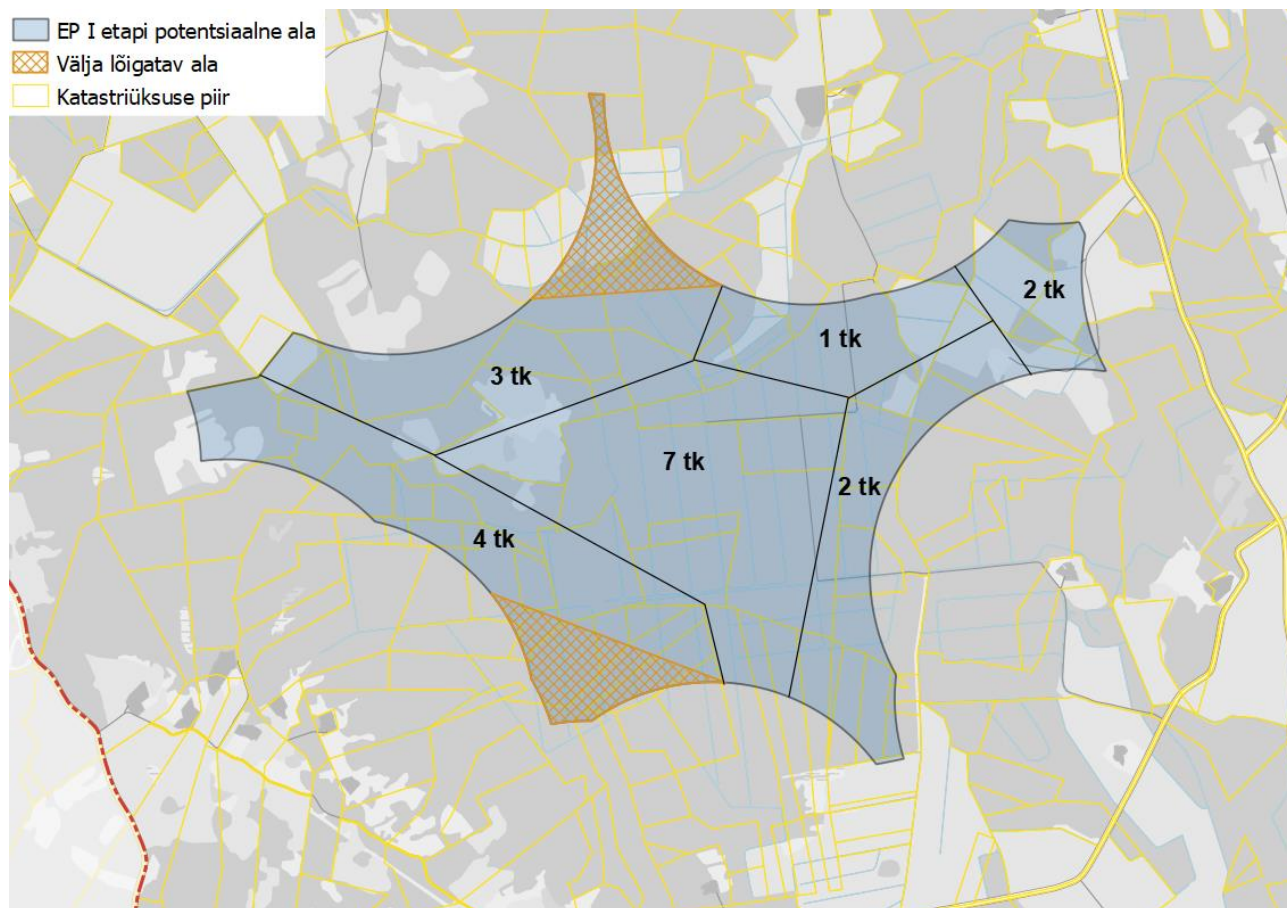 EP I etapi potentsiaalne ala
Välja lõigatav ala
Katastriüksuse piir
2 tk
1 tk
3 tk
7 tk
2 tk
4 tk